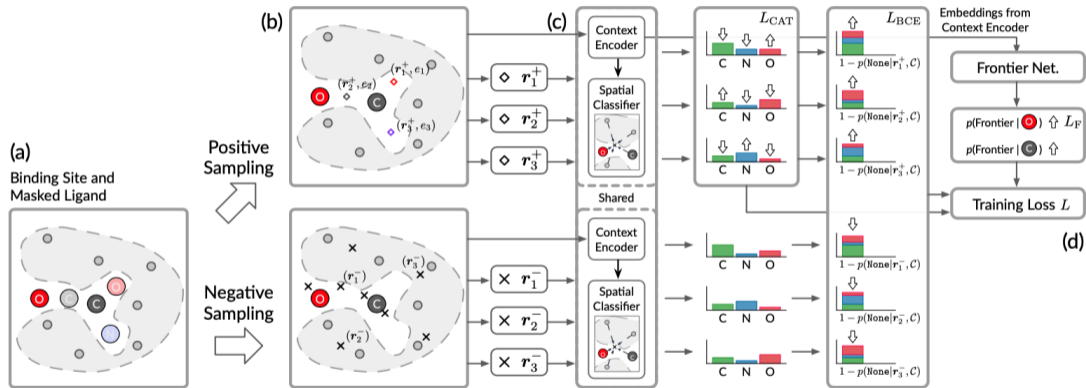 (a)
Binding Site and
Masked Ligand
O
C
C
O
Positive
Sampling
Negative
Sampling
(b)
(r₁⁺, e₁)
(r₂⁺, e₂)
(r₃⁺, e₃)
O
C
r₁⁺
r₂⁺
r₃⁺
(r₁⁻)
(r₂⁻)
(r₃⁻)
O
C
r₁⁻
r₂⁻
r₃⁻
(c)
Context
Encoder
Spatial
Classifier
O
C
Shared
Context
Encoder
Spatial
Classifier
O
C
L_CAT
C N O
C N O
C N O
C N O
C N O
C N O
L_BCE
1 − p(None|r₁⁺, C)
1 − p(None|r₂⁺, C)
1 − p(None|r₃⁺, C)
1 − p(None|r₁⁻, C)
1 − p(None|r₂⁻, C)
1 − p(None|r₃⁻, C)
Embeddings from
Context Encoder
Frontier Net.
p(Frontier | O) L_F
p(Frontier | C)
Training Loss L
(d)